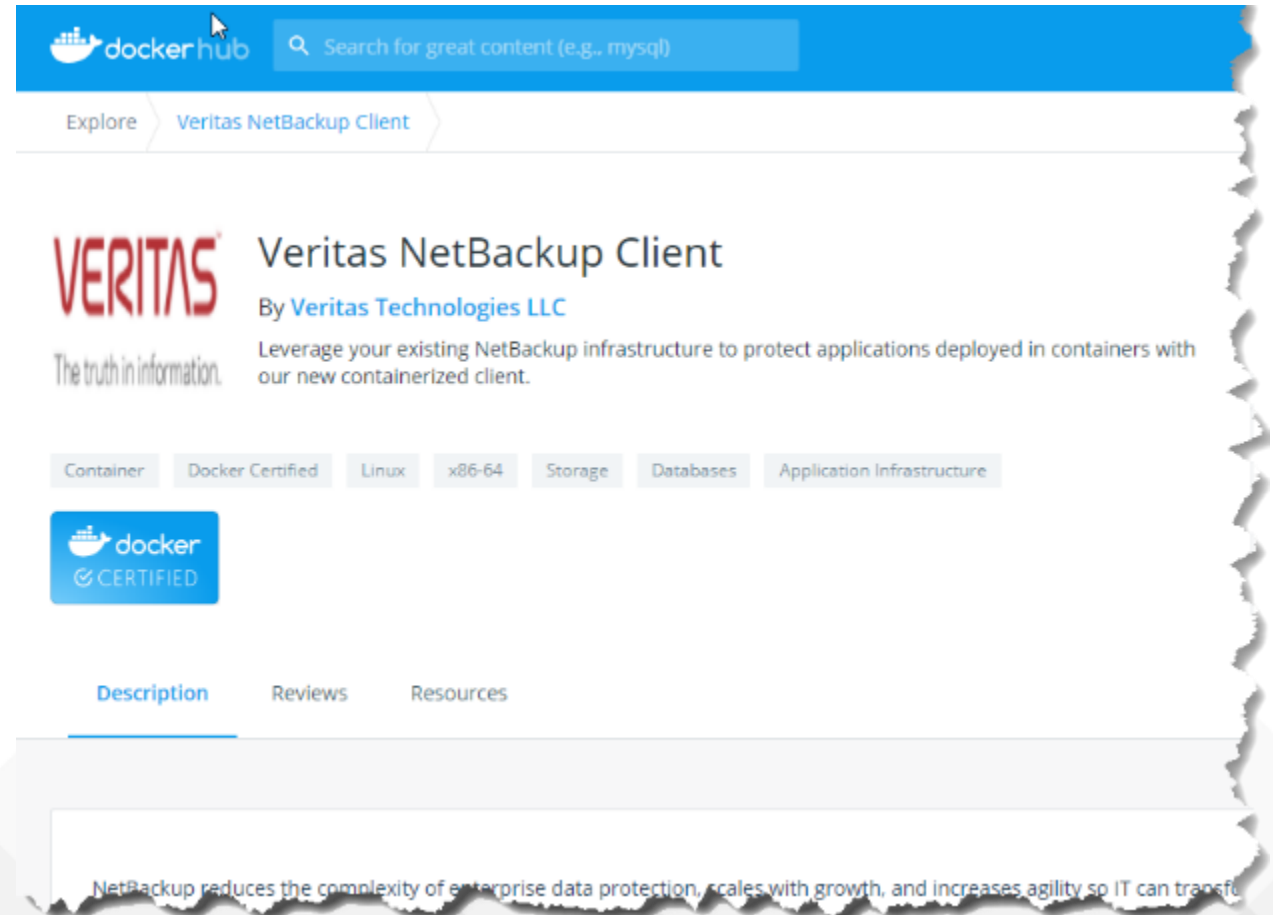 dockerhub
Search for great content (e.g., mysql)
Explore
Veritas NetBackup Client
VERITAS
The truth in information.
Veritas NetBackup Client
By Veritas Technologies LLC
Leverage your existing NetBackup infrastructure to protect applications deployed in containers with
our new containerized client.
Container
Docker Certified
Linux
x86-64
Storage
Databases
Application Infrastructure
docker
CERTIFIED
Description
Reviews
Resources
NetBackup reduces the complexity of enterprise data protection, scales with growth, and increases agility so IT can